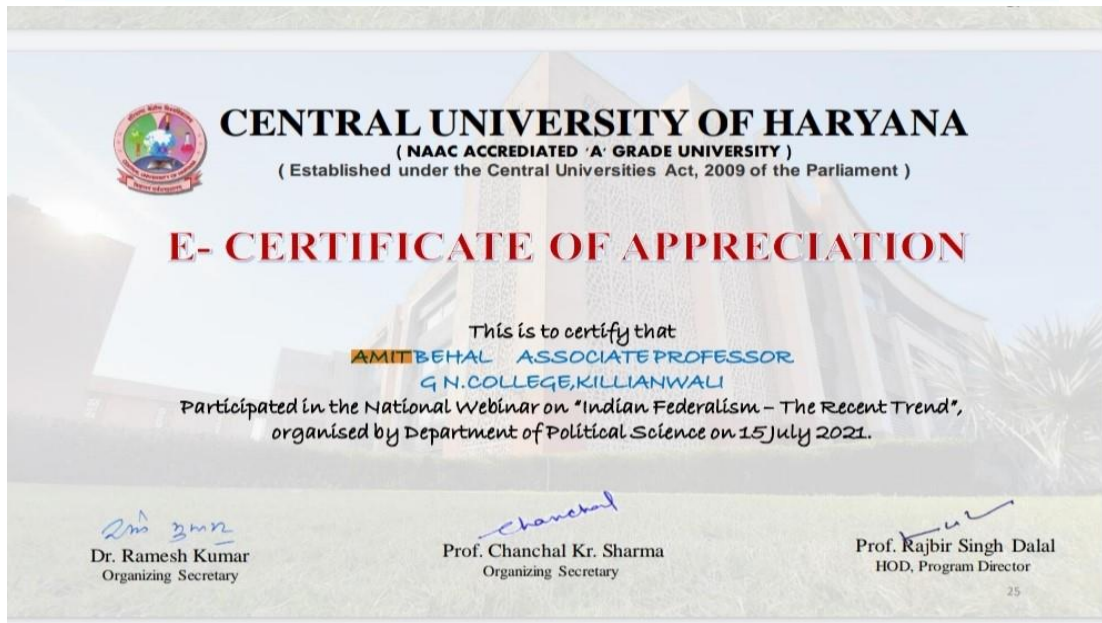 CENTRAL UNIVERSITY OF HARYANA
( NAAC ACCREDIATED 'A' GRADE UNIVERSITY )
( Established under the Central Universities Act, 2009 of the Parliament )
E- CERTIFICATE OF APPRECIATION
This is to certify that
AMIT BEHAL ASSOCIATE PROFESSOR
G N.COLLEGE,KILLIANWALI
Participated in the National Webinar on "Indian Federalism – The Recent Trend",
organised by Department of Political Science on 15 July 2021.
Chanchal
Dr. Ramesh Kumar
Organizing Secretary
Prof. Chanchal Kr. Sharma
Organizing Secretary
Prof. Rajbir Singh Dalal
HOD, Program Director
25